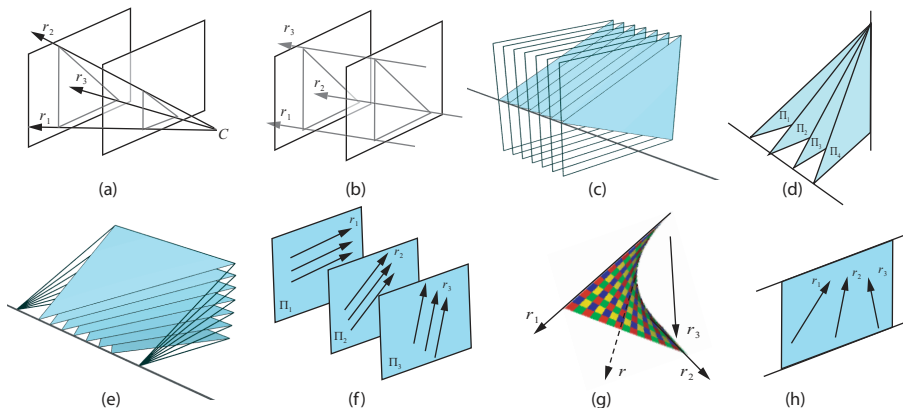 r₂
r₃
r₁
C
(a)
r₃
r₂
r₁
(b)
(c)
Π₁
Π₂
Π₃
Π₄
(d)
(e)
r₁
Π₁
r₂
Π₂
r₃
Π₃
(f)
r₁
r
r₃
r₂
(g)
r₁ r₂ r₃
(h)